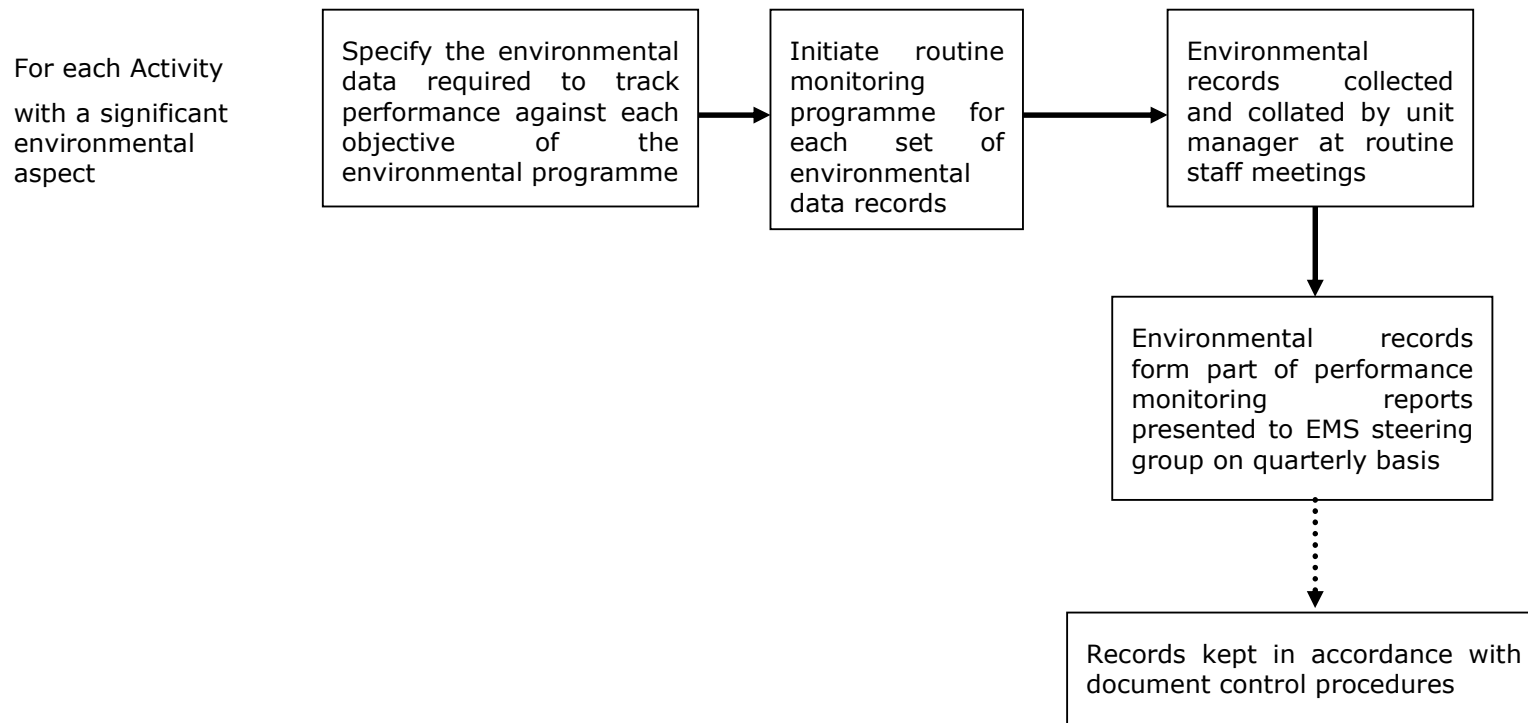 For each Activity
with a significant
environmental
aspect
Specify the environmental
data required to track
performance against each
objective of the
environmental programme
Initiate routine
monitoring
programme for
each set of
environmental
data records
Environmental
records collected
and collated by unit
manager at routine
staff meetings
Environmental records
form part of performance
monitoring reports
presented to EMS steering
group on quarterly basis
Records kept in accordance with
document control procedures